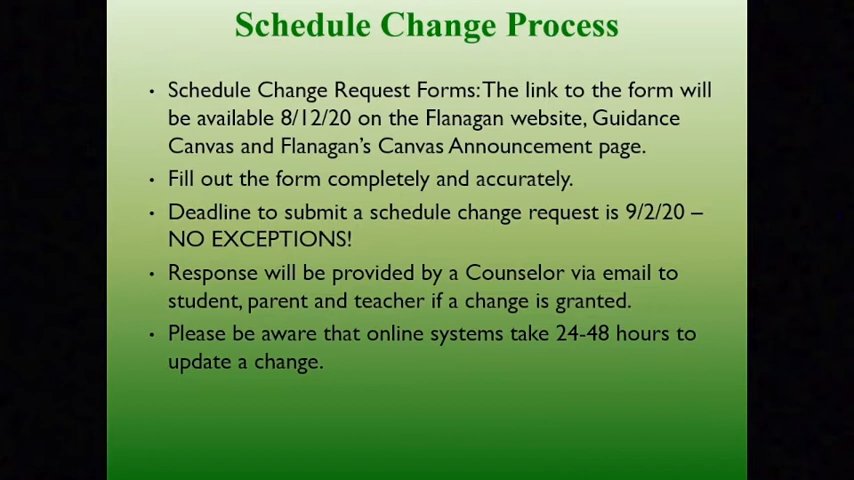 Schedule Change Process
• Schedule Change Request Forms: The link to the form will
be available 8/12/20 on the Flanagan website, Guidance
Canvas and Flanagan's Canvas Announcement page.
• Fill out the form completely and accurately.
• Deadline to submit a schedule change request is 9/2/20 –
NO EXCEPTIONS!
• Response will be provided by a Counselor via email to
student, parent and teacher if a change is granted.
• Please be aware that online systems take 24-48 hours to
update a change.